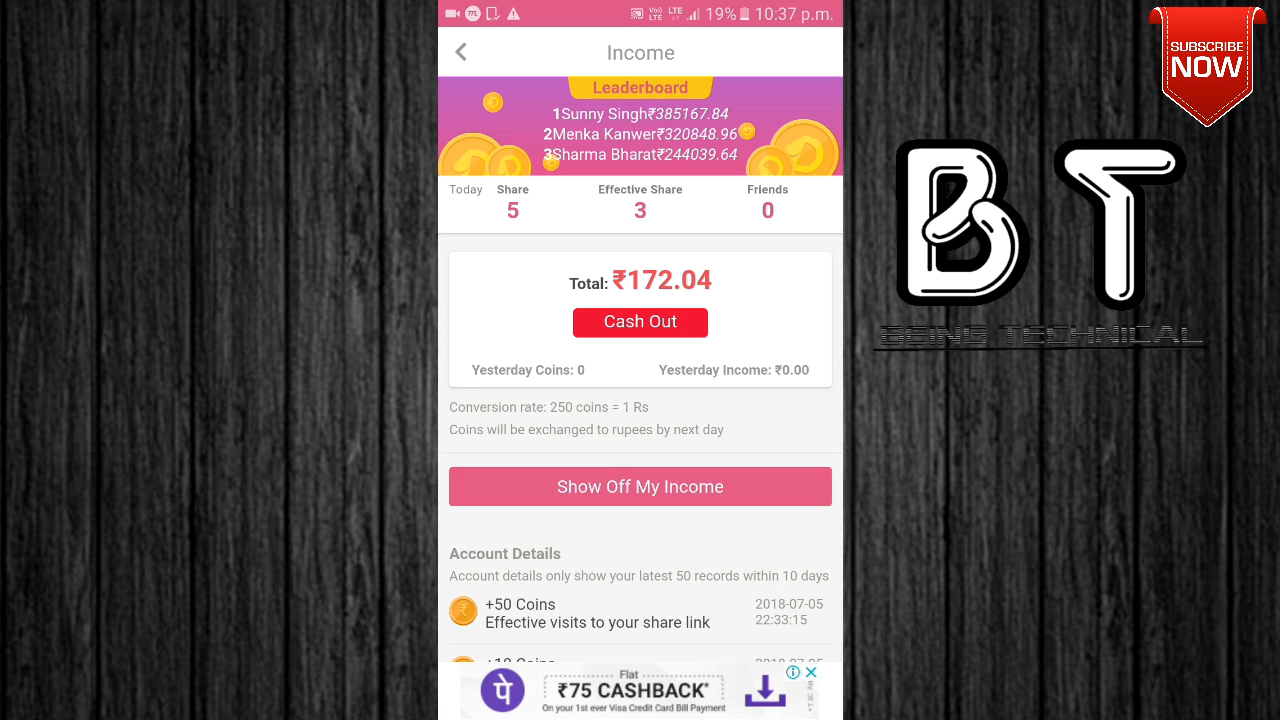 19% 10:37 p.m.
SUBSCRIBE
NOW
Income
Leaderboard
1Sunny Singh₹385167.84
2Menka Kanwer₹320848.96
3Sharma Bharat₹244039.64
Today Share Effective Share Friends
5 3 0
BT
BEING TECHNICAL
Total: ₹172.04
Cash Out
Yesterday Coins: 0 Yesterday Income: ₹0.00
Conversion rate: 250 coins = 1 Rs
Coins will be exchanged to rupees by next day
Show Off My Income
Account Details
Account details only show your latest 50 records within 10 days
+50 Coins 2018-07-05
Effective visits to your share link 22:33:15
+10 Coins 2018-07-05
Flat
पे ₹75 CASHBACK*
On your 1st ever Visa Credit Card Bill Payment